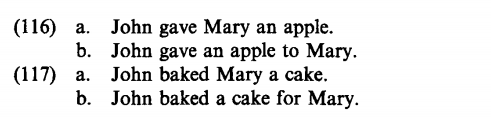 (116) a. John gave Mary an apple.
b. John gave an apple to Mary.
(117) a. John baked Mary a cake.
b. John baked a cake for Mary.